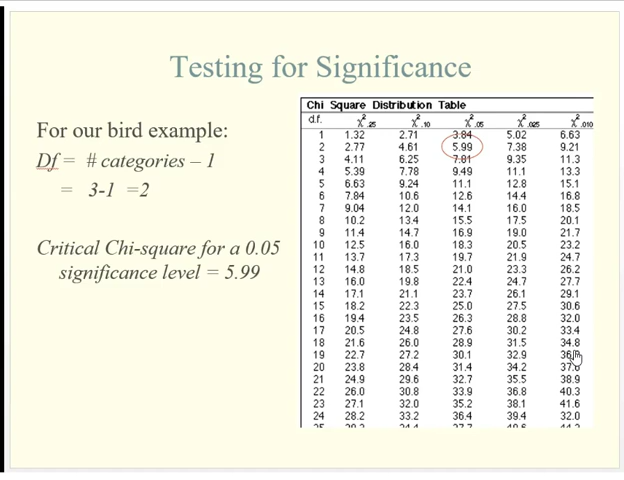 Testing for Significance
For our bird example:
Df = # categories – 1
= 3-1 =2
Critical Chi-square for a 0.05
significance level = 5.99
Chi Square Distribution Table
d.f. χ².25 χ².10 χ².05 χ².025 χ².010
1 1.32 2.71 3.84 5.02 6.63
2 2.77 4.61 5.99 7.38 9.21
3 4.11 6.25 7.81 9.35 11.3
4 5.39 7.78 9.49 11.1 13.3
5 6.63 9.24 11.1 12.8 15.1
6 7.84 10.6 12.6 14.4 16.8
7 9.04 12.0 14.1 16.0 18.5
8 10.2 13.4 15.5 17.5 20.1
9 11.4 14.7 16.9 19.0 21.7
10 12.5 16.0 18.3 20.5 23.2
11 13.7 17.3 19.7 21.9 24.7
12 14.8 18.5 21.0 23.3 26.2
13 16.0 19.8 22.4 24.7 27.7
14 17.1 21.1 23.7 26.1 29.1
15 18.2 22.3 25.0 27.5 30.6
16 19.4 23.5 26.3 28.8 32.0
17 20.5 24.8 27.6 30.2 33.4
18 21.6 26.0 28.9 31.5 34.8
19 22.7 27.2 30.1 32.9
20 23.8 28.4 31.4 34.2
21 24.9 29.6 32.7 35.5 38.9
22 26.0 30.8 33.9 36.8 40.3
23 27.1 32.0 35.2 38.1 41.6
24 28.2 33.2 36.4 39.4 32.0